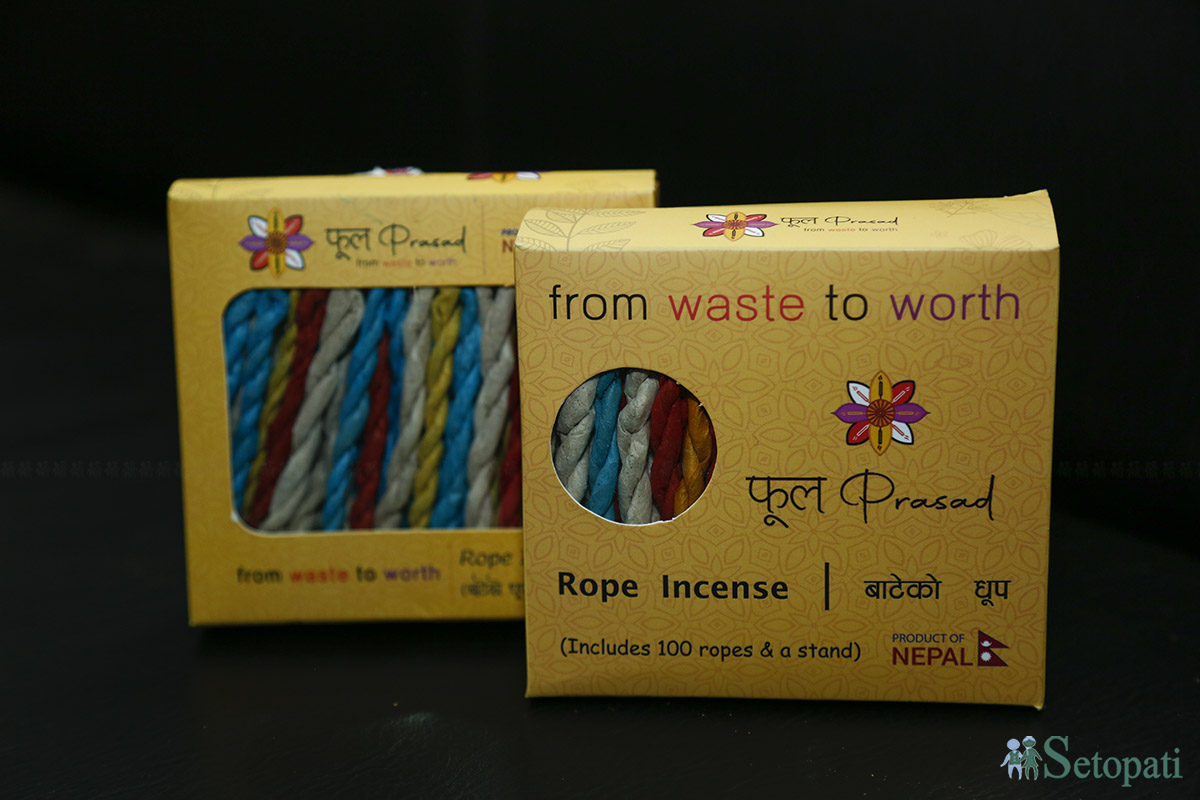 फूल Prasad
from waste to worth
from waste to worth
Rope
फूल Prasad
from waste to worth
from waste to worth
फूल Prasad
Rope Incense | बाटेको धूप
(Includes 100 ropes & a stand)
PRODUCT OF
NEPAL
Setopati